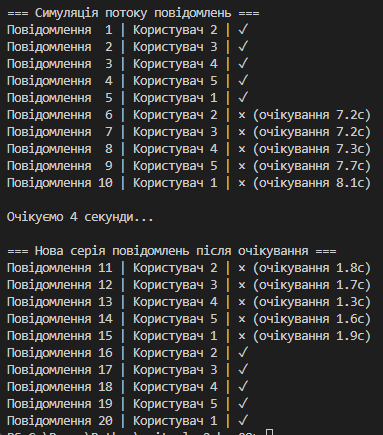 === Симуляція потоку повідомлень ===
Повідомлення  1 | Користувач 2 | ✓
Повідомлення  2 | Користувач 3 | ✓
Повідомлення  3 | Користувач 4 | ✓
Повідомлення  4 | Користувач 5 | ✓
Повідомлення  5 | Користувач 1 | ✓
Повідомлення  6 | Користувач 2 | × (очікування 7.2с)
Повідомлення  7 | Користувач 3 | × (очікування 7.2с)
Повідомлення  8 | Користувач 4 | × (очікування 7.3с)
Повідомлення  9 | Користувач 5 | × (очікування 7.7с)
Повідомлення 10 | Користувач 1 | × (очікування 8.1с)
Очікуємо 4 секунди...
=== Нова серія повідомлень після очікування ===
Повідомлення 11 | Користувач 2 | × (очікування 1.8с)
Повідомлення 12 | Користувач 3 | × (очікування 1.7с)
Повідомлення 13 | Користувач 4 | × (очікування 1.3с)
Повідомлення 14 | Користувач 5 | × (очікування 1.6с)
Повідомлення 15 | Користувач 1 | × (очікування 1.9с)
Повідомлення 16 | Користувач 2 | ✓
Повідомлення 17 | Користувач 3 | ✓
Повідомлення 18 | Користувач 4 | ✓
Повідомлення 19 | Користувач 5 | ✓
Повідомлення 20 | Користувач 1 | ✓